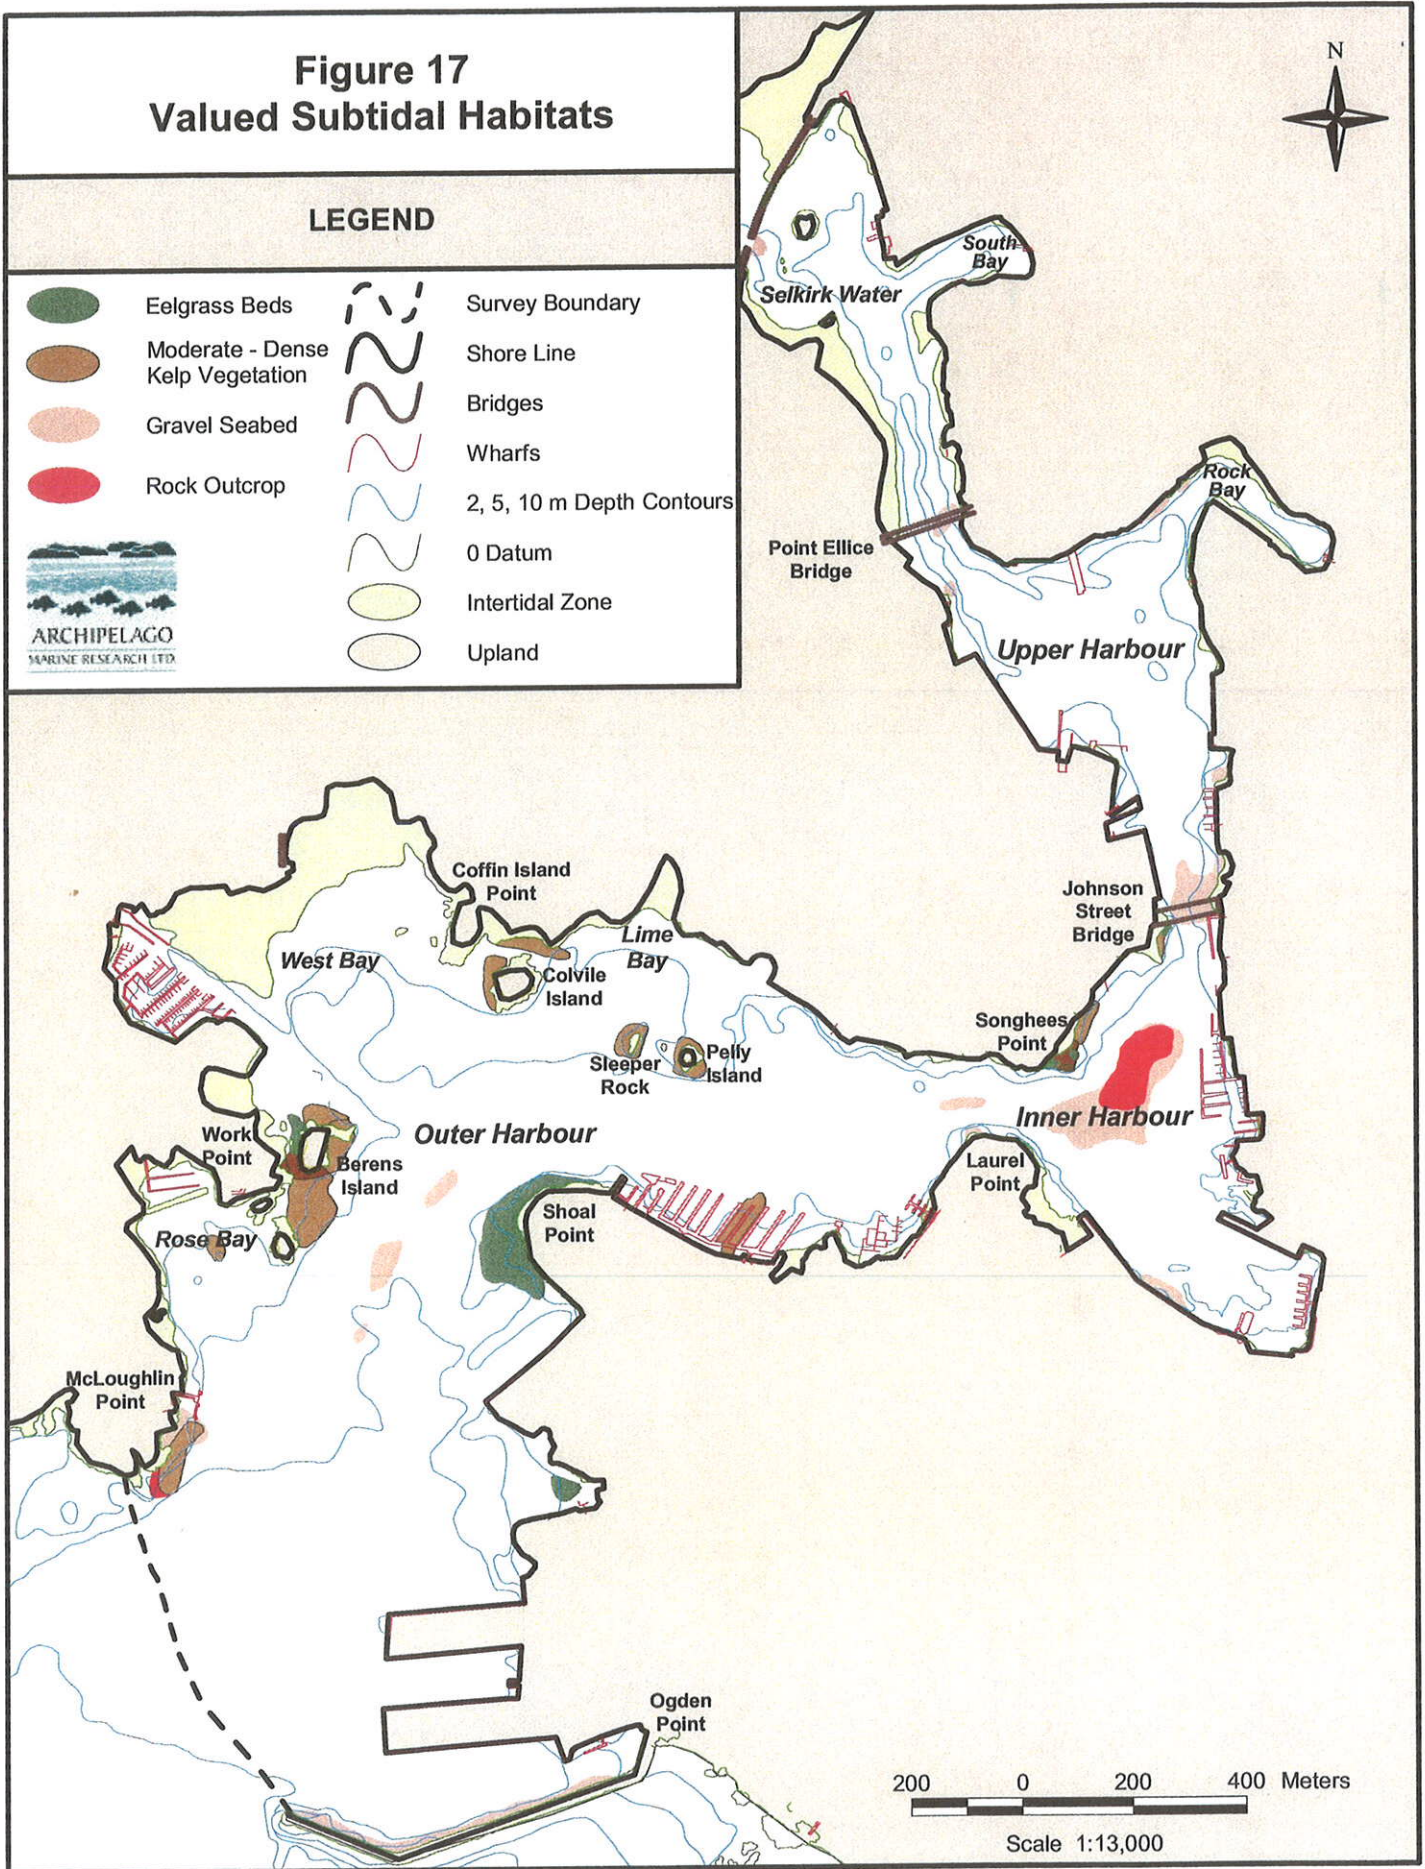 Figure 17
Valued Subtidal Habitats
LEGEND
Eelgrass Beds
Moderate - Dense
Kelp Vegetation
Gravel Seabed
Rock Outcrop
ARCHIPELAGO
MARINE RESEARCH LTD.
Survey Boundary
Shore Line
Bridges
Wharfs
2, 5, 10 m Depth Contours
0 Datum
Intertidal Zone
Upland
N
South
Bay
Selkirk Water
Rock
Bay
Point Ellice
Bridge
Upper Harbour
Johnson
Street
Bridge
Coffin Island
Point
Lime
Bay
West Bay
Colvile
Island
Songhees
Point
Sleeper
Rock
Pelly
Island
Inner Harbour
Outer Harbour
Work
Point
Berens
Island
Laurel
Point
Shoal
Point
Rose Bay
McLoughlin
Point
Ogden
Point
200 0 200 400 Meters
Scale 1:13,000